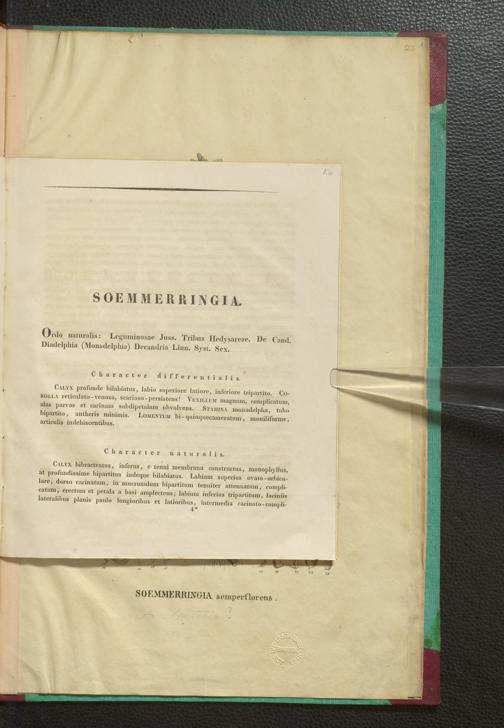 SOEMMERRINGIA.
Ordo naturalis: Leguminosae Juss. Tribus Hedysareae. De Cand.
Diadelphia (Monadelphia) Decandria Linn. Syst. Sex.
Character differentialis.
CALYX profunde bilabiatus, labio superiore latiore, inferiore tripartito. CO-
ROLLA reticulato-venosa, scarioso-persistens! VEXILLUM magnum, complicatum,
alas parvas et carinam subdipetalam obvolvens. STAMINA monadelpha, tubo
bipartito, antheris minimis. LOMENTUM bi-quinquecameratum, moniliforme,
articulis indehiscentibus.
Character naturalis.
CALYX bibracteatus, inferus, e tenui membrana constructus, monophyllus,
at profundissime bipartitus indeque bilabiatus. Labium superius ovato-orbicu-
lare, dorso carinatum, in mucronulum bipartitum tenuiter attenuatum, compli-
catum, erectum et petala a basi amplectens; labium inferius tripartitum, laciniis
lateralibus planis paulo longioribus et latioribus, intermedia carinato-compli-
4*
SOEMMERRINGIA semperflorens.